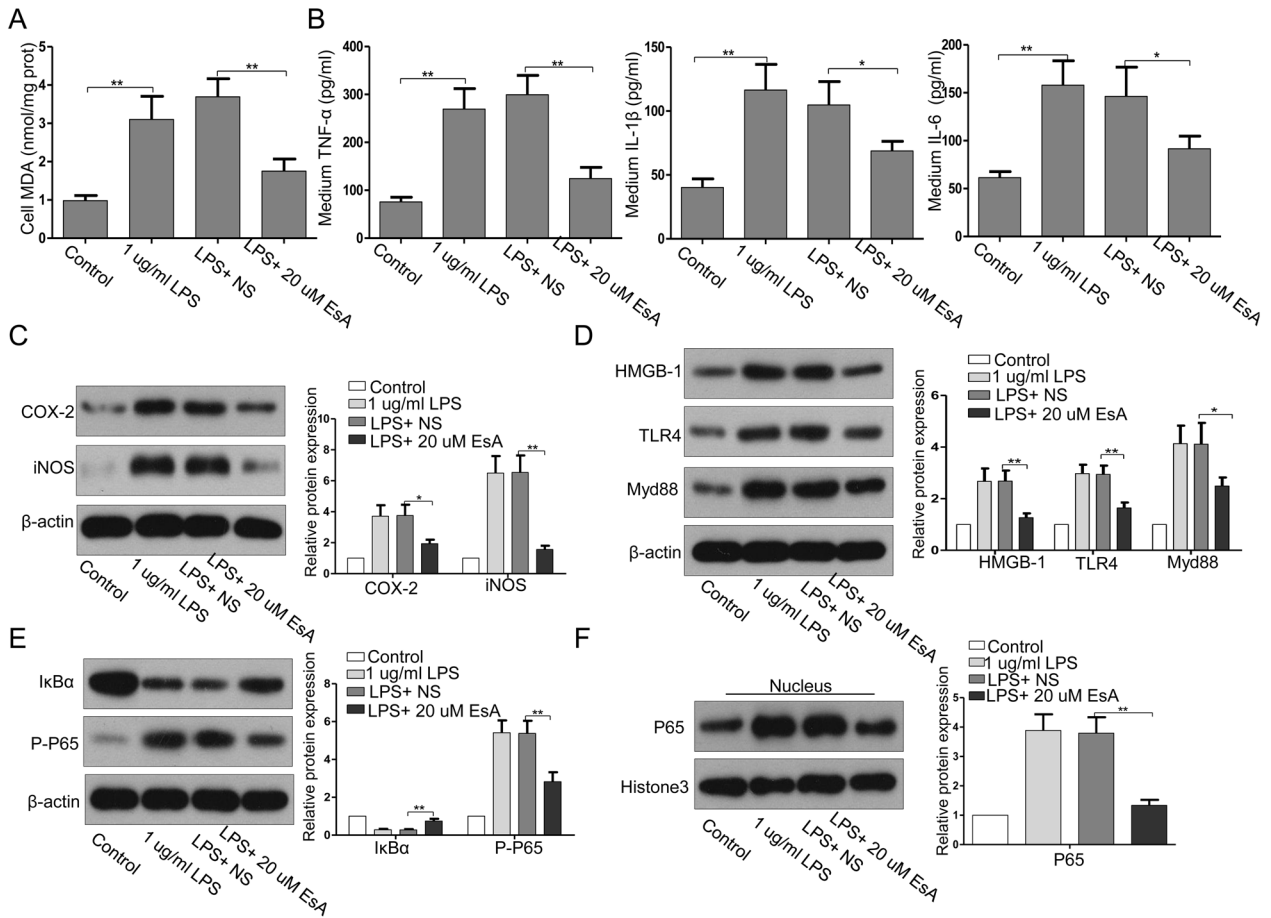 A
B
Cell MDA (nmol/mg prot)
5
4
3
2
1
0
**
**
Control
1 ug/ml LPS
LPS+ NS
LPS+ 20 uM EsA
Medium TNF-α (pg/ml)
400
300
200
100
0
**
**
Control
1 ug/ml LPS
LPS+ NS
LPS+ 20 uM EsA
Medium IL-1β (pg/ml)
150
100
50
0
**
*
Control
1 ug/ml LPS
LPS+ NS
LPS+ 20 uM EsA
Medium IL-6 (pg/ml)
200
150
100
50
0
**
*
Control
1 ug/ml LPS
LPS+ NS
LPS+ 20 uM EsA
C
COX-2
iNOS
β-actin
Control
1 ug/ml LPS
LPS+ NS
LPS+ 20 uM EsA
Relative protein expression
10
8
6
4
2
0
Control
1 ug/ml LPS
LPS+ NS
LPS+ 20 uM EsA
*
**
COX-2
iNOS
D
HMGB-1
TLR4
Myd88
β-actin
Control
1 ug/ml LPS
LPS+ NS
LPS+ 20 uM EsA
Relative protein expression
6
4
2
0
Control
1 ug/ml LPS
LPS+ NS
LPS+ 20 uM EsA
**
**
*
HMGB-1
TLR4
Myd88
E
IκBα
P-P65
β-actin
Control
1 ug/ml LPS
LPS+ NS
LPS+ 20 uM EsA
Relative protein expression
8
6
4
2
0
Control
1 ug/ml LPS
LPS+ NS
LPS+ 20 uM EsA
**
**
IκBα
P-P65
F
Nucleus
P65
Histone3
Control
1 ug/ml LPS
LPS+ NS
LPS+ 20 uM EsA
Relative protein expression
5
4
3
2
1
0
Control
1 ug/ml LPS
LPS+ NS
LPS+ 20 uM EsA
**
P65